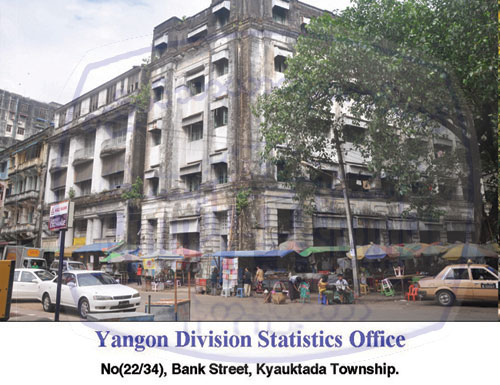 Yangon Division Statistics Office
No(22/34), Bank Street, Kyauktada Township.